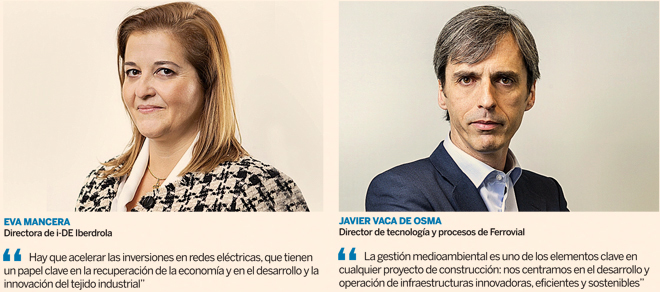 EVA MANCERA
Directora de i-DE Iberdrola
“ Hay que acelerar las inversiones en redes eléctricas, que tienen
un papel clave en la recuperación de la economía y en el desarrollo y la
innovación del tejido industrial”
JAVIER VACA DE OSMA
Director de tecnología y procesos de Ferrovial
“ La gestión medioambiental es uno de los elementos clave en
cualquier proyecto de construcción: nos centramos en el desarrollo y
operación de infraestructuras innovadoras, eficientes y sostenibles”